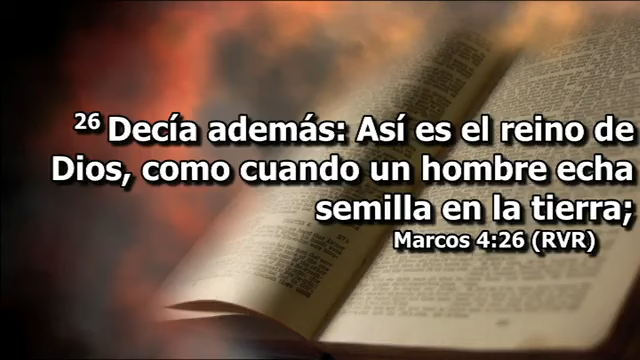 26 Decía además: Así es el reino de
Dios, como cuando un hombre echa
semilla en la tierra;
Marcos 4:26 (RVR)